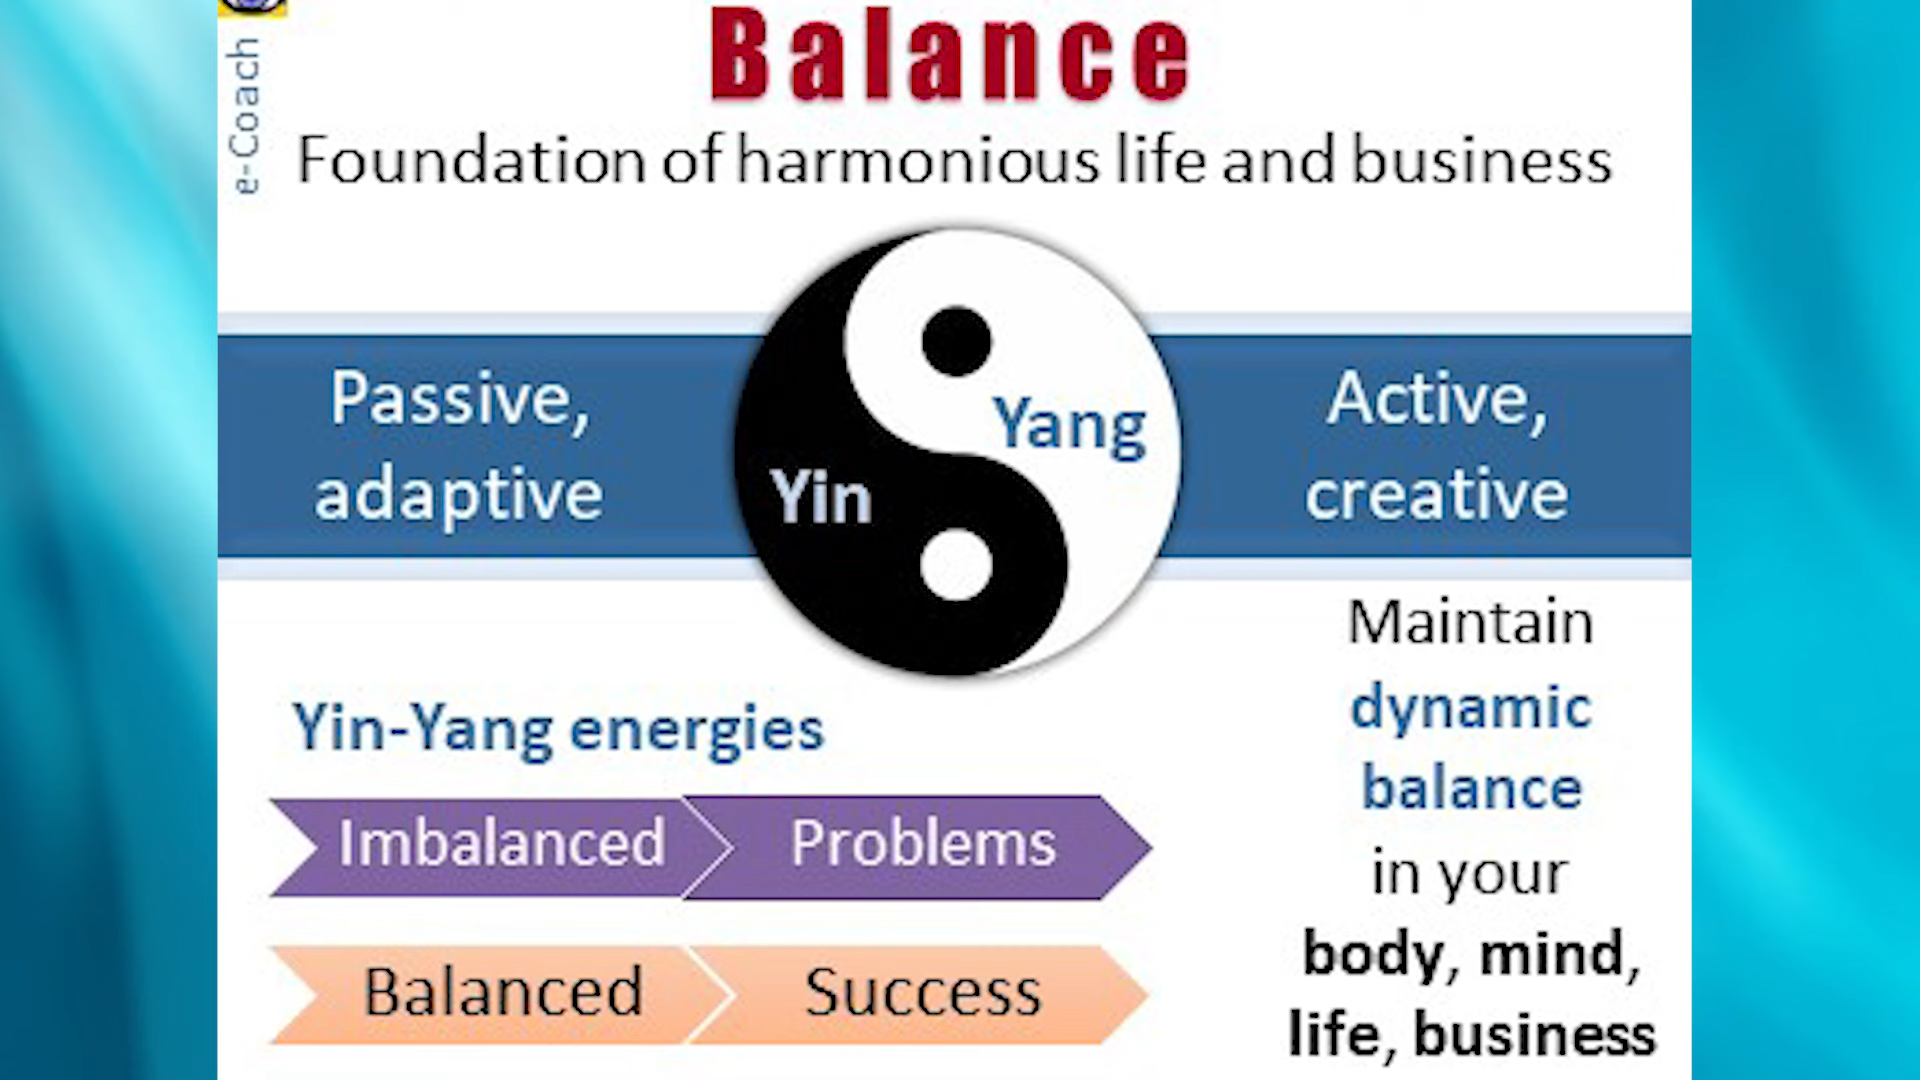 Balance
e-Coach
Foundation of harmonious life and business
Passive,
adaptive
Yin
Yang
Active,
creative
Yin-Yang energies
Imbalanced
Problems
Balanced
Success
Maintain
dynamic
balance
in your
body, mind,
life, business